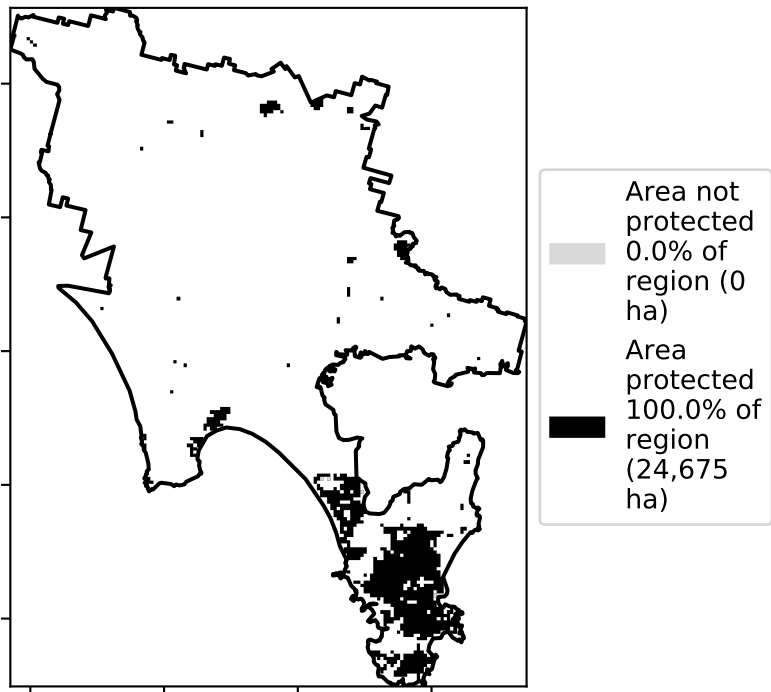 Area not
protected
0.0% of
region (0
ha)
Area
protected
100.0% of
region
(24,675
ha)